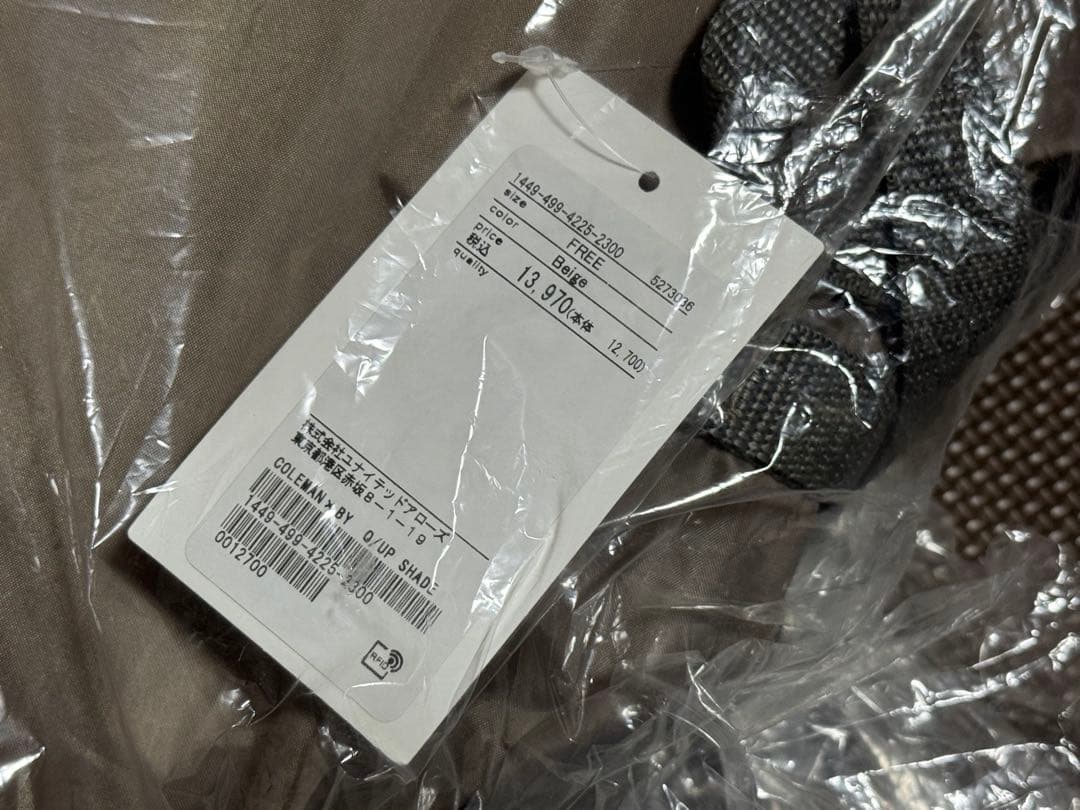 1449-499-4225-2300
size FREE 5273036
color Beige
price
税込 13,970(本体 12,700)
quality
株式会社ユナイテッドアローズ
東京都港区赤坂8-1-19
COLEMAN×BY Q/UP SHADE
1449-499-4225-2300
0012700
RFID